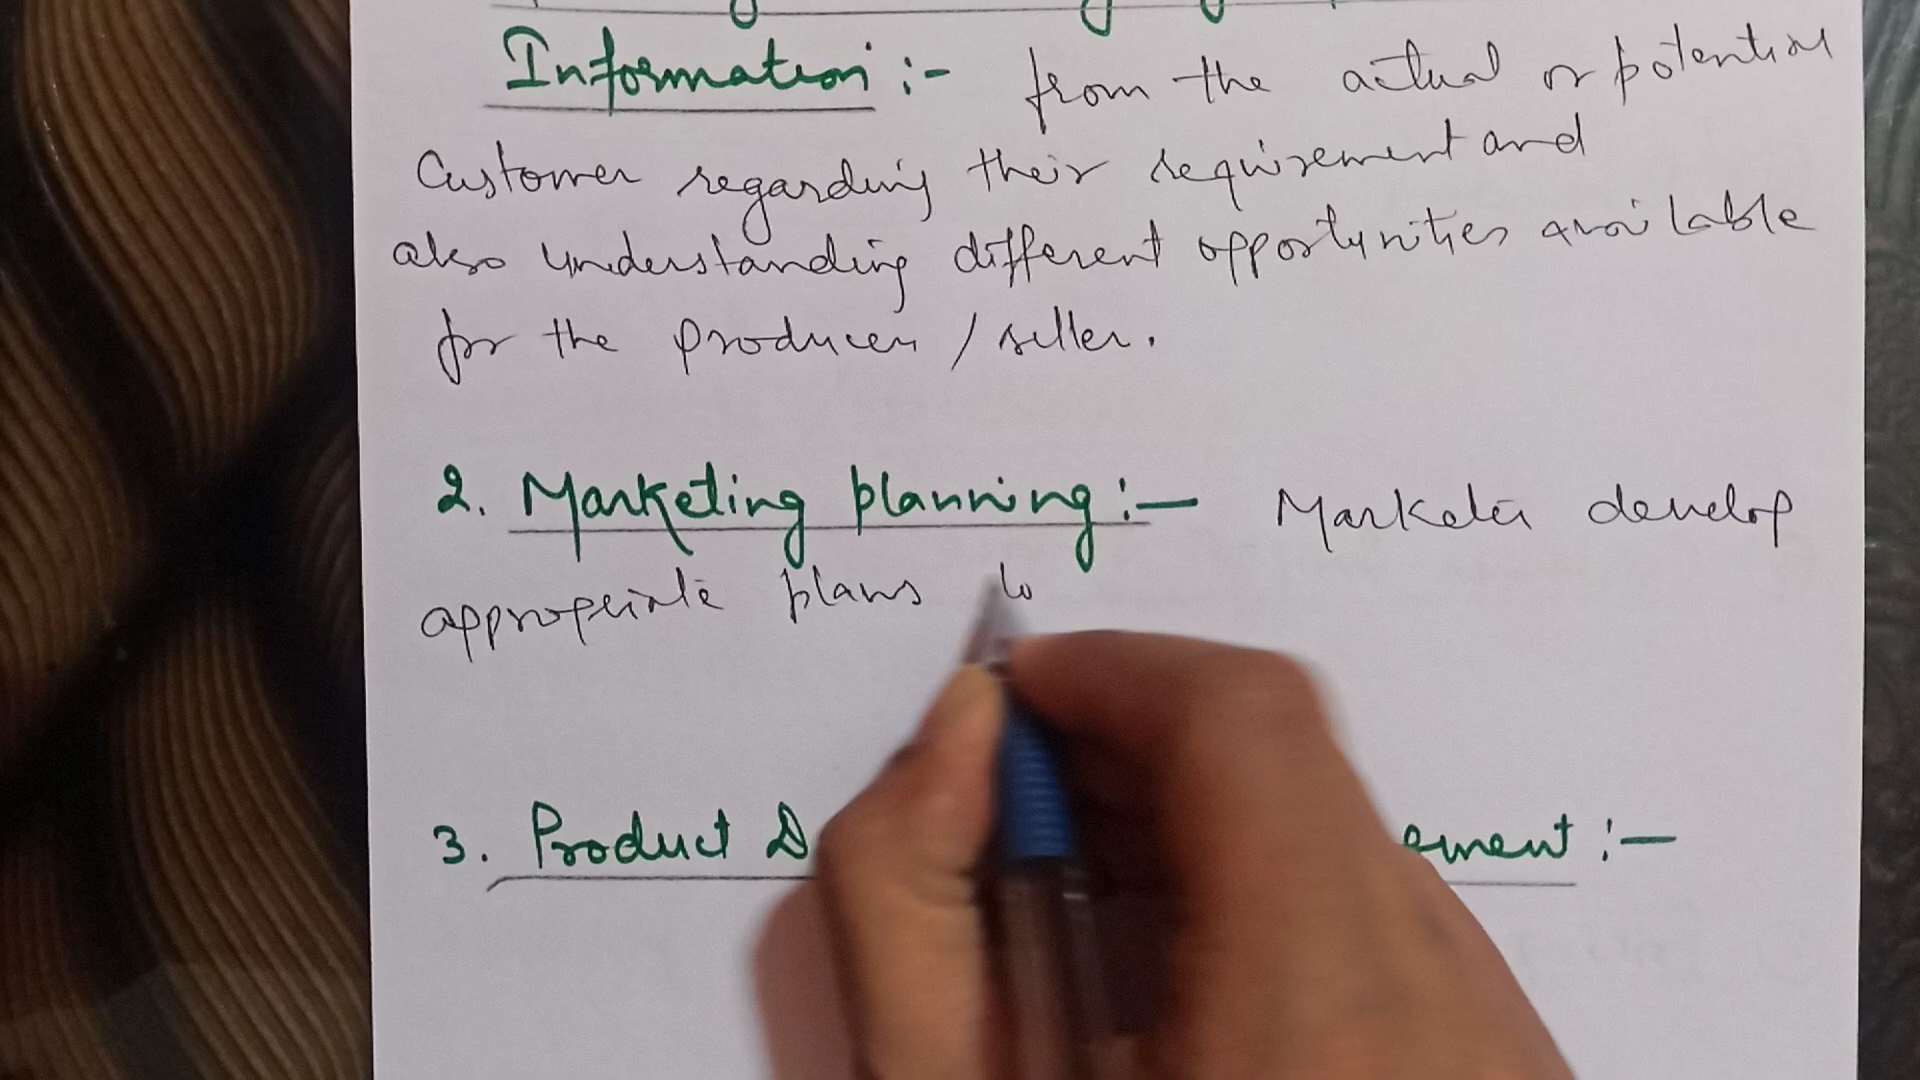 Information :- from the actual or potential
Customer regarding their requirement and
also understanding different opportunities available
for the producer / seller.
2. Marketing planning :- Marketer develop
appropriate plans to
3. Product D ement :-